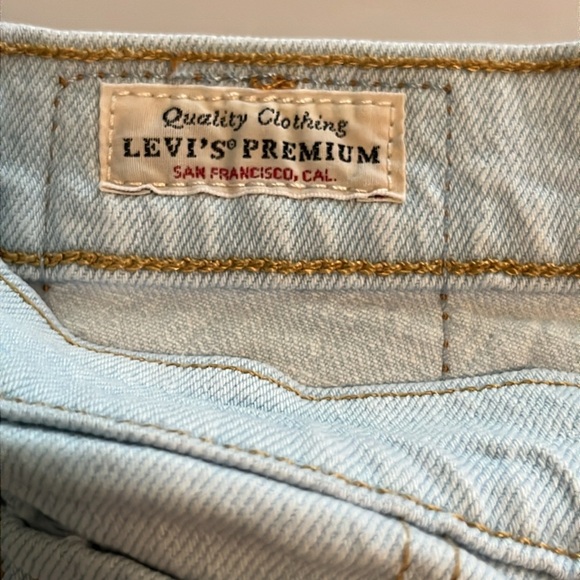 Quality Clothing
LEVI'S® PREMIUM
SAN FRANCISCO, CAL.